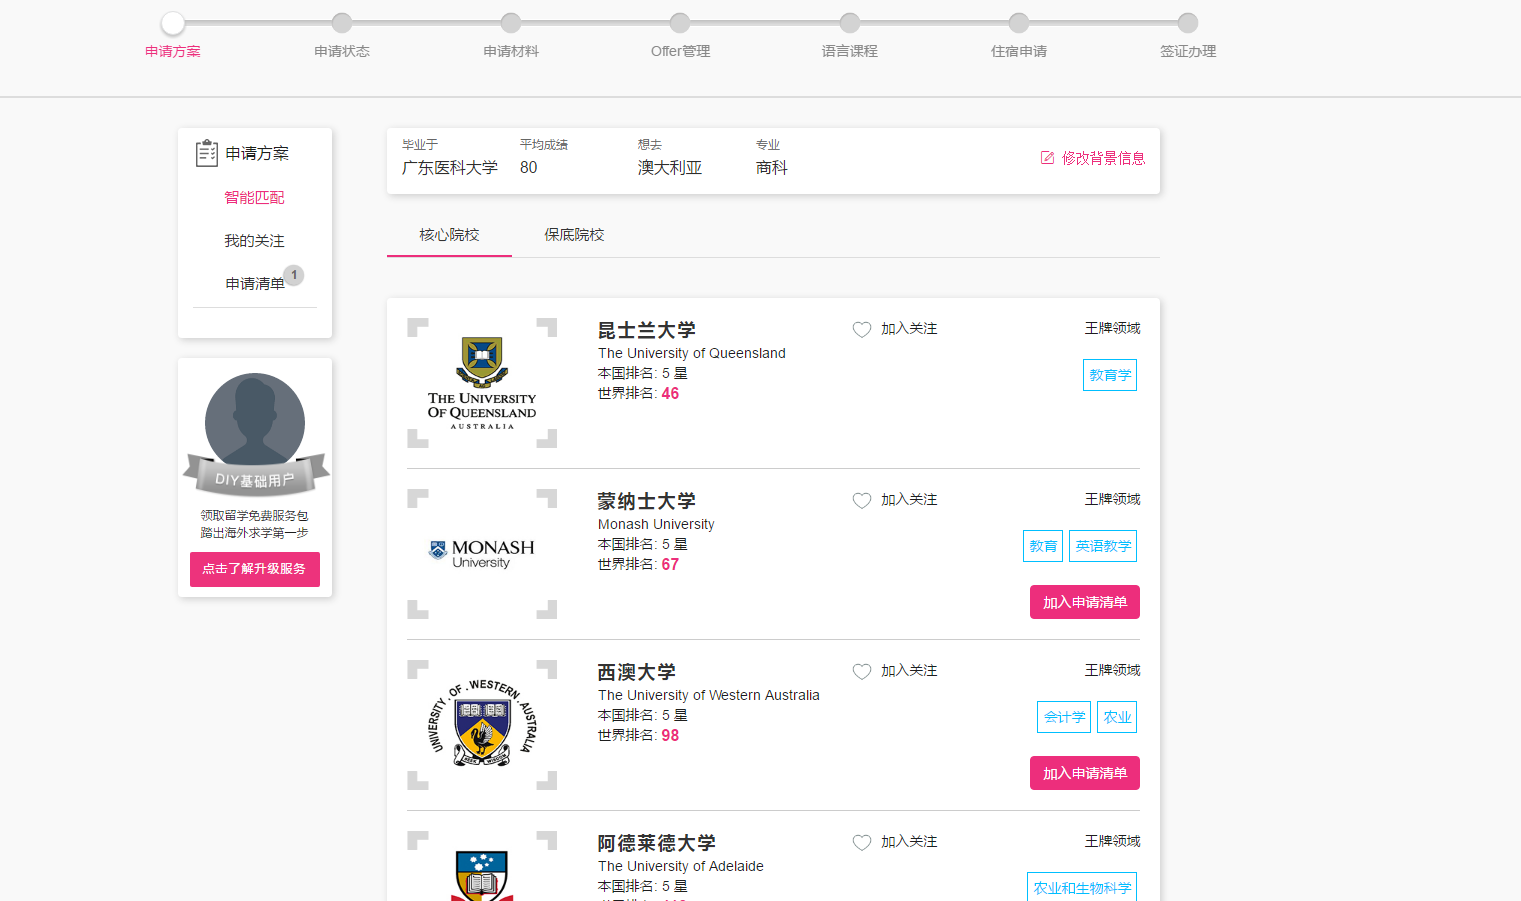 申请方案
申请状态
申请材料
Offer管理
语言课程
住宿申请
签证办理
申请方案
智能匹配
我的关注
申请清单
1
DIY基础用户
领取留学免费服务包
踏出海外求学第一步
点击了解升级服务
毕业于
广东医科大学
平均成绩
80
想去
澳大利亚
专业
商科
修改背景信息
核心院校
保底院校
THE UNIVERSITY
OF QUEENSLAND
AUSTRALIA
昆士兰大学
The University of Queensland
本国排名: 5 星
世界排名: 46
加入关注
王牌领域
教育学
MONASH
University
蒙纳士大学
Monash University
本国排名: 5 星
世界排名: 67
加入关注
王牌领域
教育
英语教学
加入申请清单
UNIVERSITY.OF.WESTERN.AUSTRALIA
SEEK WISDOM
西澳大学
The University of Western Australia
本国排名: 5 星
世界排名: 98
加入关注
王牌领域
会计学
农业
加入申请清单
阿德莱德大学
The University of Adelaide
本国排名: 5 星
加入关注
王牌领域
农业和生物科学